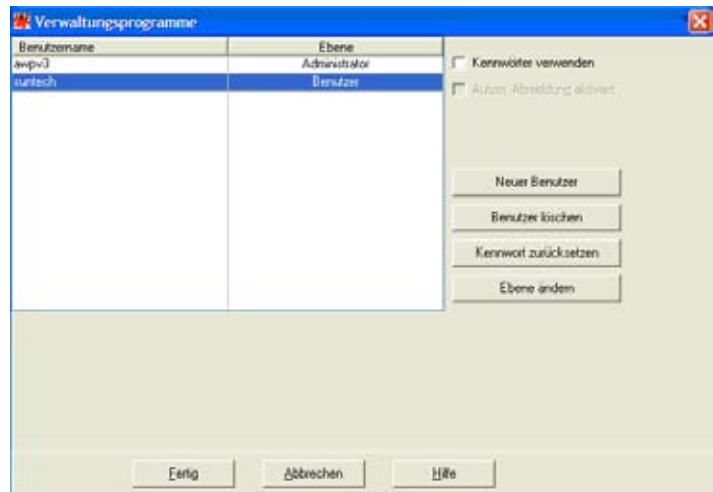 Verwaltungsprogramme
Benutzername Ebene
awpv3 Administrator
suntech Benutzer
Kennwörter verwenden
Autom. Abmeldung aktiviert
Neuer Benutzer
Benutzer löschen
Kennwort zurücksetzen
Ebene ändern
Fertig Abbrechen Hilfe